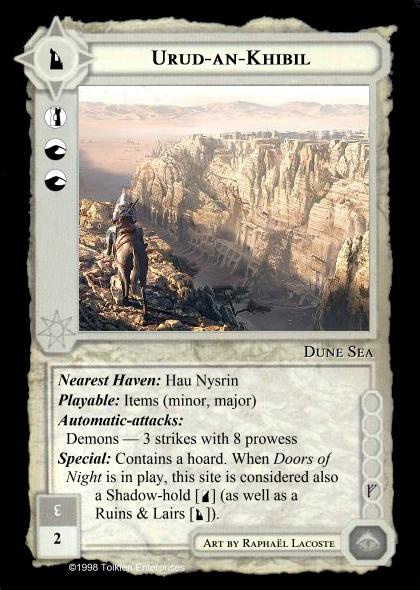 URUD-AN-KHIBIL
DUNE SEA
Nearest Haven: Hau Nysrin
Playable: Items (minor, major)
Automatic-attacks:
Demons — 3 strikes with 8 prowess
Special: Contains a hoard. When Doors of
Night is in play, this site is considered also
a Shadow-hold [ ] (as well as a
Ruins & Lairs [ ]).
ε
2
ᚠ
ART BY RAPHAËL LACOSTE
©1998 Tolkien Enterprises